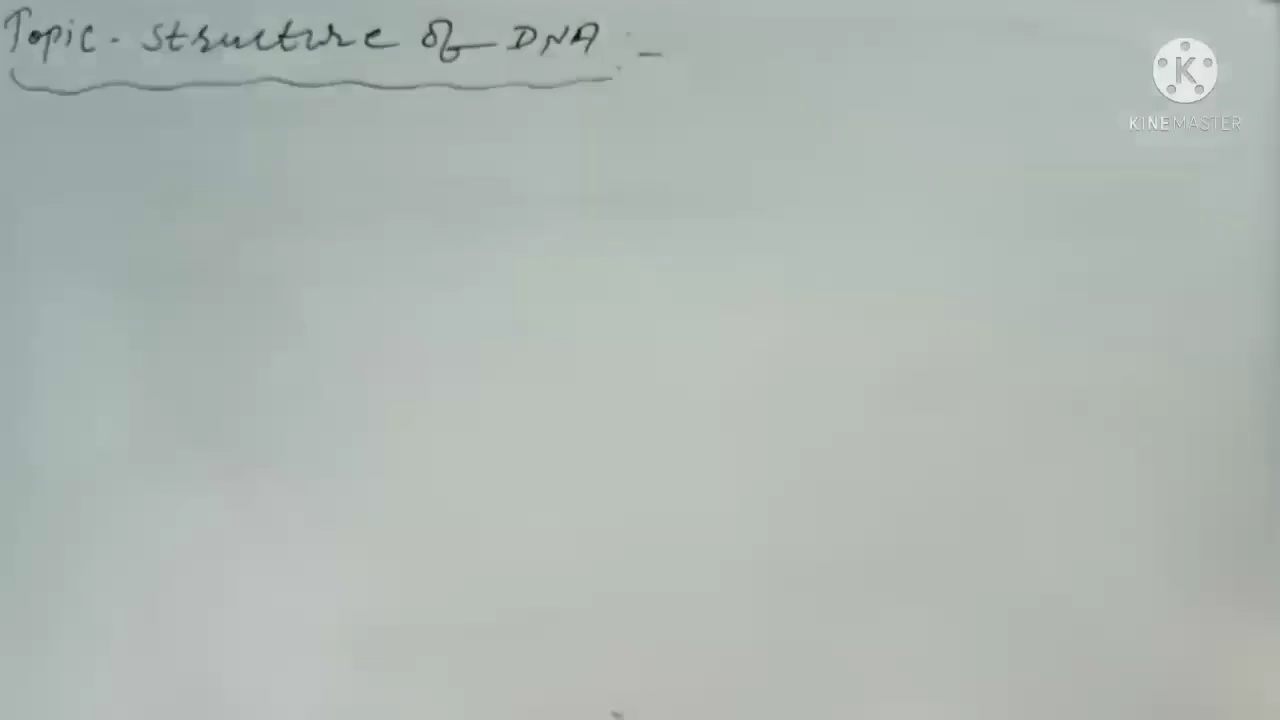 Topic - Structure of DNA : -
K
KINEMASTER